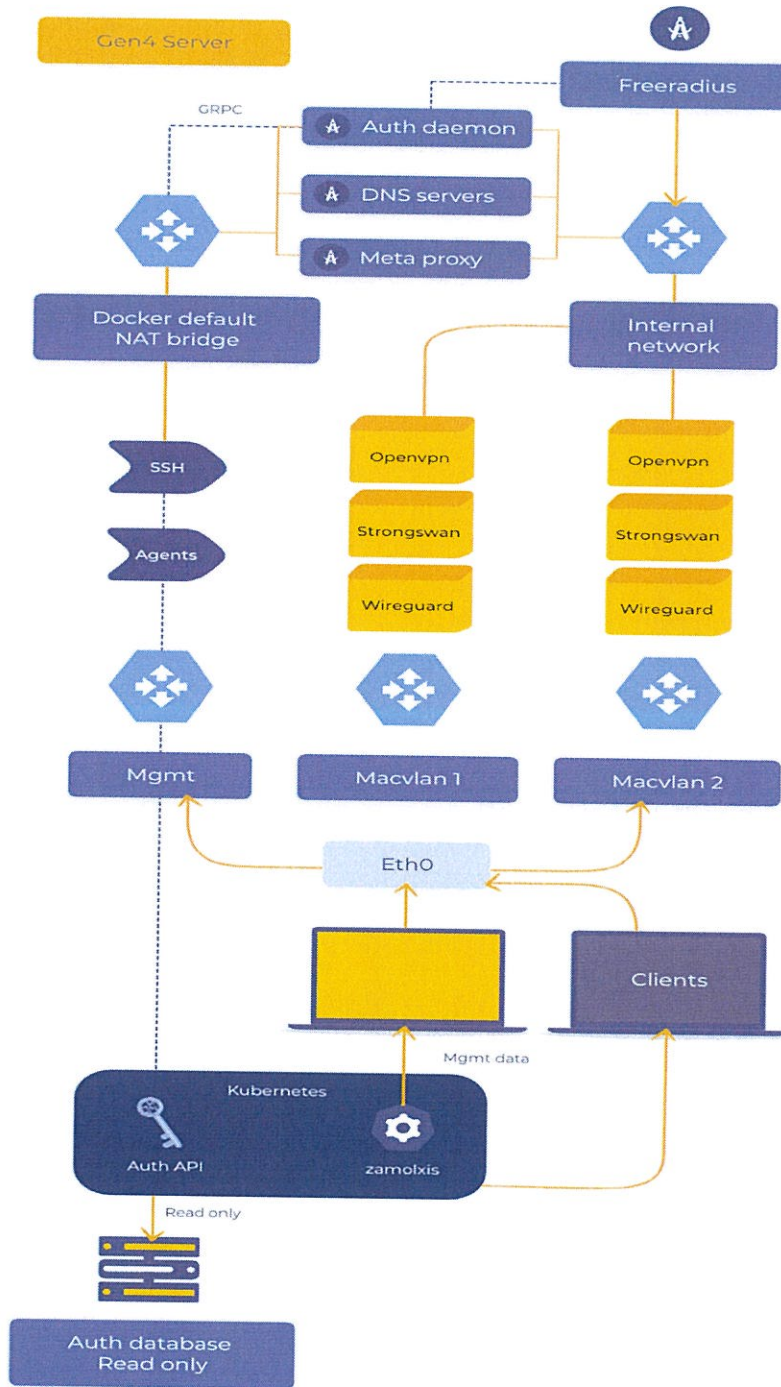 Gen4 Server
Freeradius
GRPC
Auth daemon
DNS servers
Meta proxy
Docker default
NAT bridge
Internal
network
SSH
Agents
Openvpn
Strongswan
Wireguard
Openvpn
Strongswan
Wireguard
Mgmt
Macvlan 1
Macvlan 2
Eth0
Clients
Mgmt data
Kubernetes
Auth API
zamolxis
Read only
Auth database
Read only